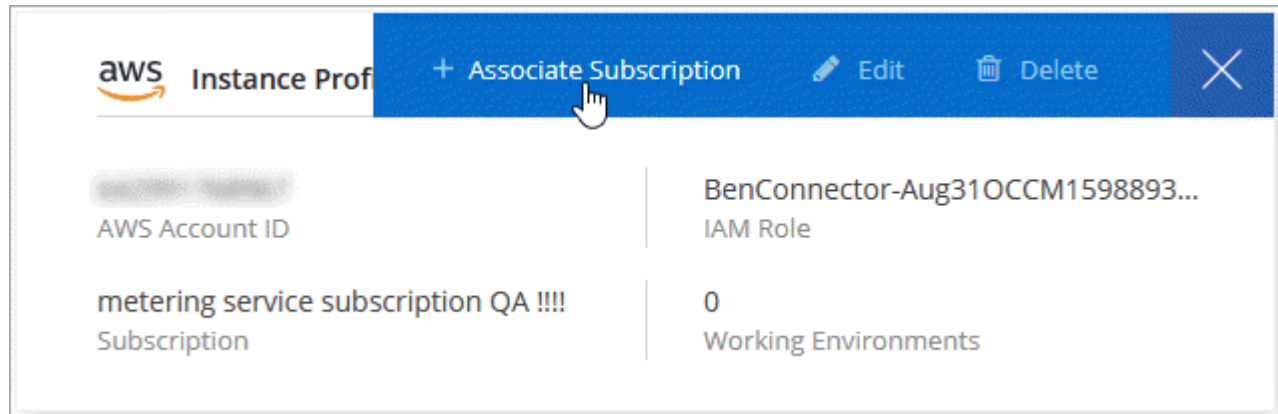 aws Instance Profi + Associate Subscription Edit Delete
BenConnector-Aug31OCCM1598893...
AWS Account ID IAM Role
metering service subscription QA !!!! 0
Subscription Working Environments